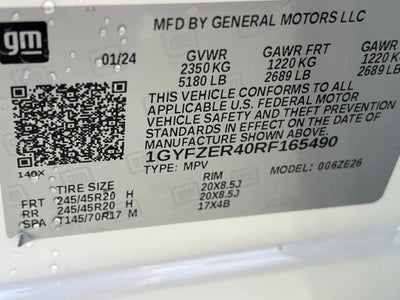 MFD BY GENERAL MOTORS LLC
gm
01/24
GVWR
2350 KG
5180 LB
GAWR FRT
1220 KG
2689 LB
GAWR RR
1220 KG
2689 LB
THIS VEHICLE CONFORMS TO ALL
APPLICABLE U.S. FEDERAL MOTOR
VEHICLE SAFETY AND THEFT PREVENTION
STANDARDS IN EFFECT ON THE DATE OF
MANUFACTURE SHOWN ABOVE.
1GYFZER40RF165490
TYPE: MPV
MODEL: 006ZE26
140X
TIRE SIZE RIM
FRT 245/45R20 H 20X8.5J
RR 245/45R20 H 20X8.5J
SPA T145/70R17 M 17X4B